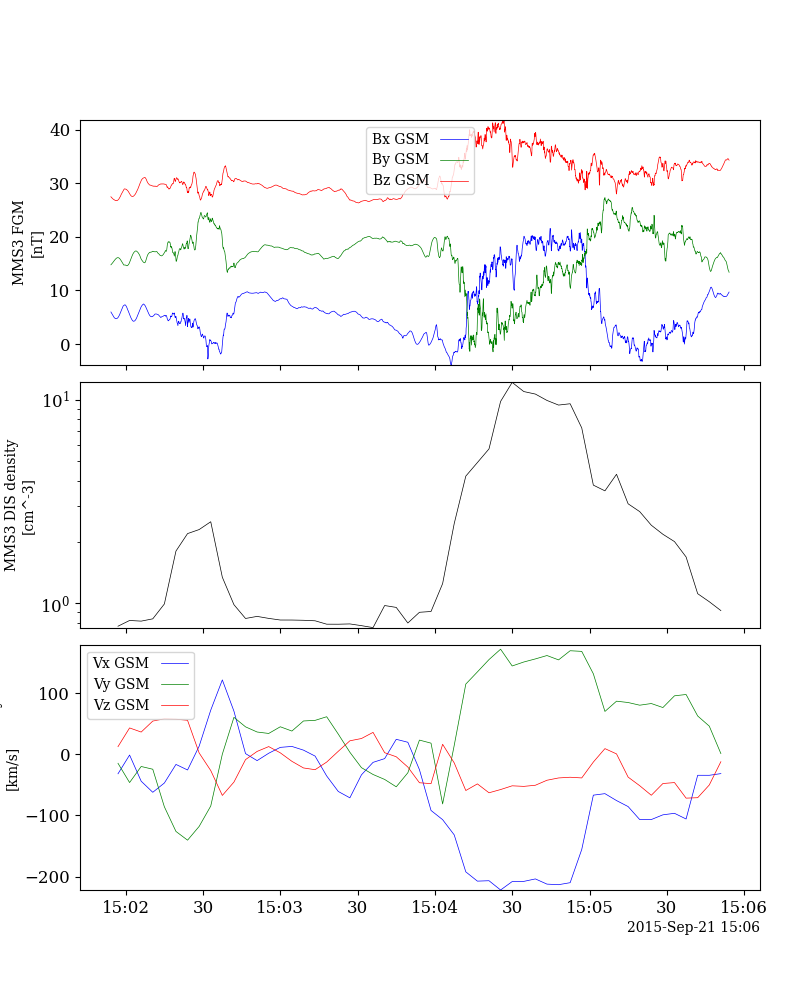 40
30
20
10
0
MMS3 FGM
[nT]
Bx GSM
By GSM
Bz GSM
10^1
10^0
MMS3 DIS density
[cm^-3]
100
0
−100
−200
[km/s]
Vx GSM
Vy GSM
Vz GSM
15:02 30 15:03 30 15:04 30 15:05 30 15:06
2015-Sep-21 15:06